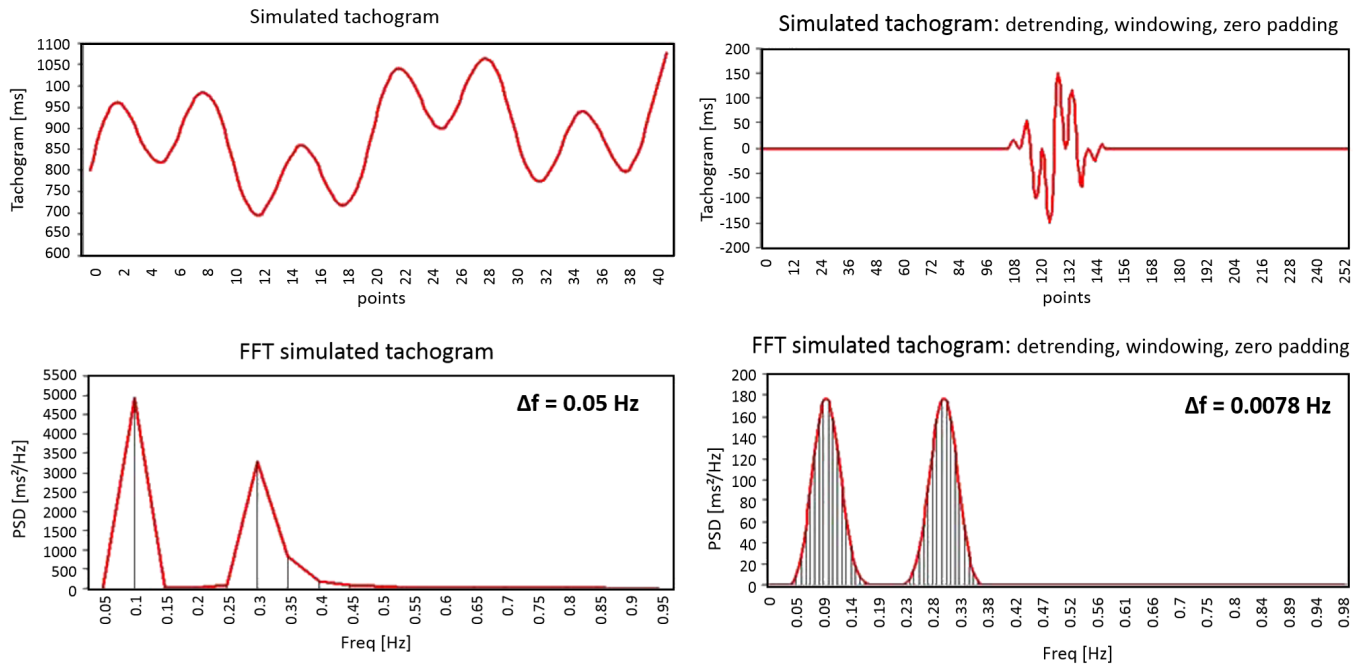 Simulated tachogram
Tachogram [ms]
1100
1050
100
950
900
850
800
750
700
650
600
0 2 4 6 8 10 12 14 16 18 20 22 24 26 28 30 32 34 36 38 40
points
Simulated tachogram: detrending, windowing, zero padding
Tachogram [ms]
200
150
100
50
0
-50
-100
-150
-200
0 12 24 36 48 60 72 84 96 108 120 132 144 156 168 180 192 204 216 228 240 252
points
FFT simulated tachogram
Δf = 0.05 Hz
PSD [ms²/Hz]
5500
5000
4500
4000
3500
3000
2500
2000
1500
1000
500
0
0.05 0.1 0.15 0.2 0.25 0.3 0.35 0.4 0.45 0.5 0.55 0.6 0.65 0.7 0.75 0.8 0.85 0.9 0.95
Freq [Hz]
FFT simulated tachogram: detrending, windowing, zero padding
Δf = 0.0078 Hz
PSD [ms²/Hz]
200
180
160
140
120
100
80
60
40
20
0
0 0.05 0.09 0.14 0.19 0.23 0.28 0.33 0.38 0.42 0.47 0.52 0.56 0.61 0.66 0.7 0.75 0.8 0.84 0.89 0.94 0.98
Freq [Hz]